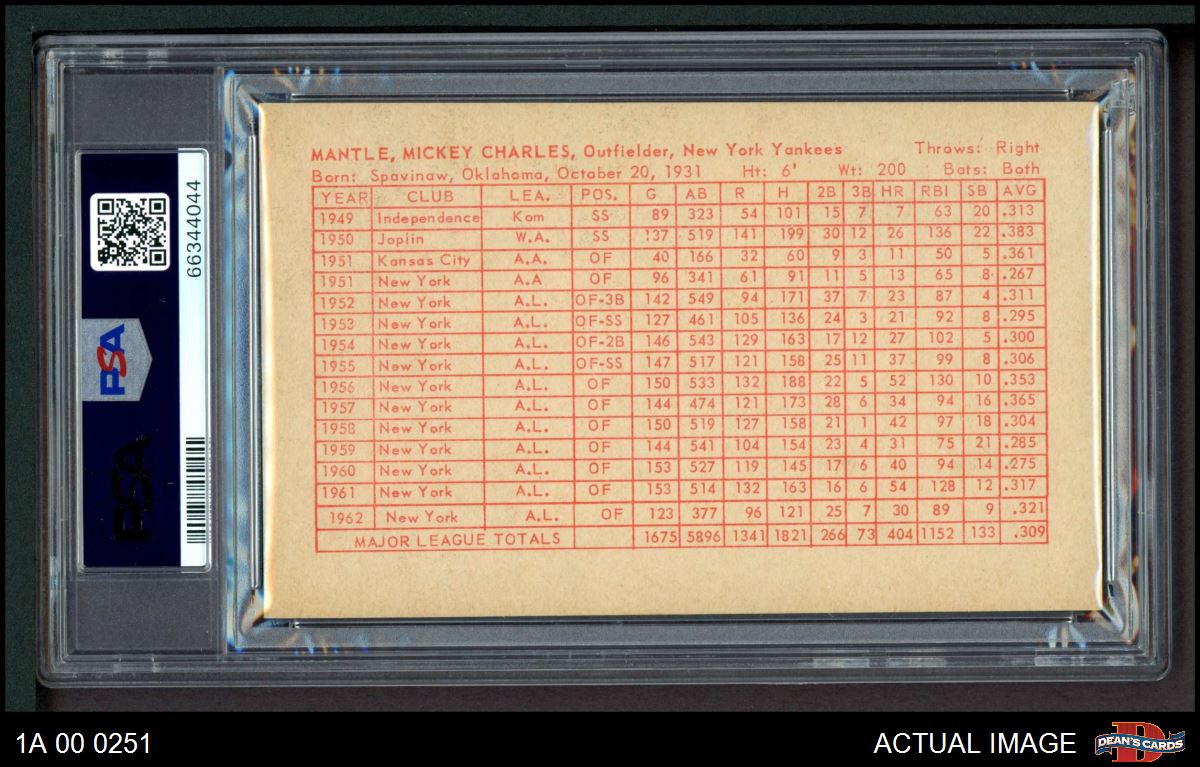 MANTLE, MICKEY CHARLES, Outfielder, New York Yankees Throws: Right
Born: Spavinaw, Oklahoma, October 20, 1931 Ht: 6' Wt: 200 Bats: Both
YEAR CLUB LEA. POS. G AB R H 2B 3B HR RBI SB AVG
1949 Independence Kom SS 89 323 54 101 15 7 7 63 20 .313
1950 Joplin W.A. SS 137 519 141 199 30 12 26 136 22 .383
1951 Kansas City A.A. OF 40 166 32 60 9 3 11 50 5 .361
1951 New York A.A OF 96 341 61 91 11 5 13 65 8 .267
1952 New York A.L. OF-3B 142 549 94 171 37 7 23 87 4 .311
1953 New York A.L. OF-SS 127 461 105 136 24 3 21 92 8 .295
1954 New York A.L. OF-2B 146 543 129 163 17 12 27 102 5 .300
1955 New York A.L. OF-SS 147 517 121 158 25 11 37 99 8 .306
1956 New York A.L. OF 150 533 132 188 22 5 52 130 10 .353
1957 New York A.L. OF 144 474 121 173 28 6 34 94 16 .365
1958 New York A.L. OF 150 519 127 158 21 1 42 97 18 .304
1959 New York A.L. OF 144 541 104 154 23 4 31 75 21 .285
1960 New York A.L. OF 153 527 119 145 17 6 40 94 14 .275
1961 New York A.L. OF 153 514 132 163 16 6 54 128 12 .317
1962 New York A.L. OF 123 377 96 121 25 7 30 89 9 .321
MAJOR LEAGUE TOTALS 1675 5896 1341 1821 266 73 404 1152 133 .309
66344044
PSA
PSA
1A 00 0251
ACTUAL IMAGE
D
DEAN'S CARDS